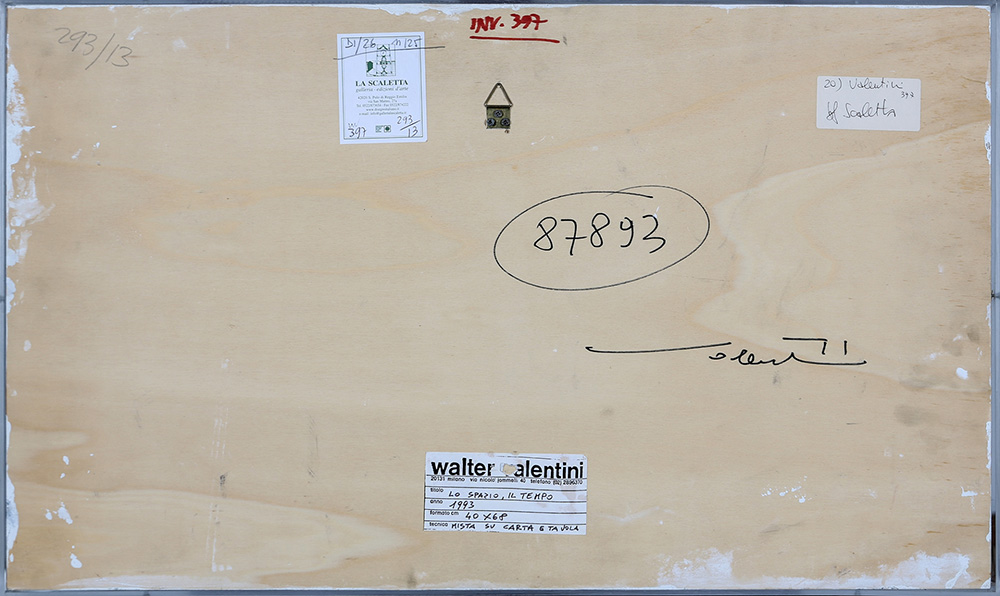 INV. 397
293/13
DI/26 n 125
LA SCALETTA
galleria - edizioni d'arte
INV.
397
293/13
20) Valentini
397
Scaletta
87893
Valentini
walter valentini
20131 milano via nicolò jommelli 40 telefono (02) 2896370
titolo LO SPAZIO, IL TEMPO
anno 1993
formato cm 40 x 68
tecnica MISTA SU CARTA E TAVOLA